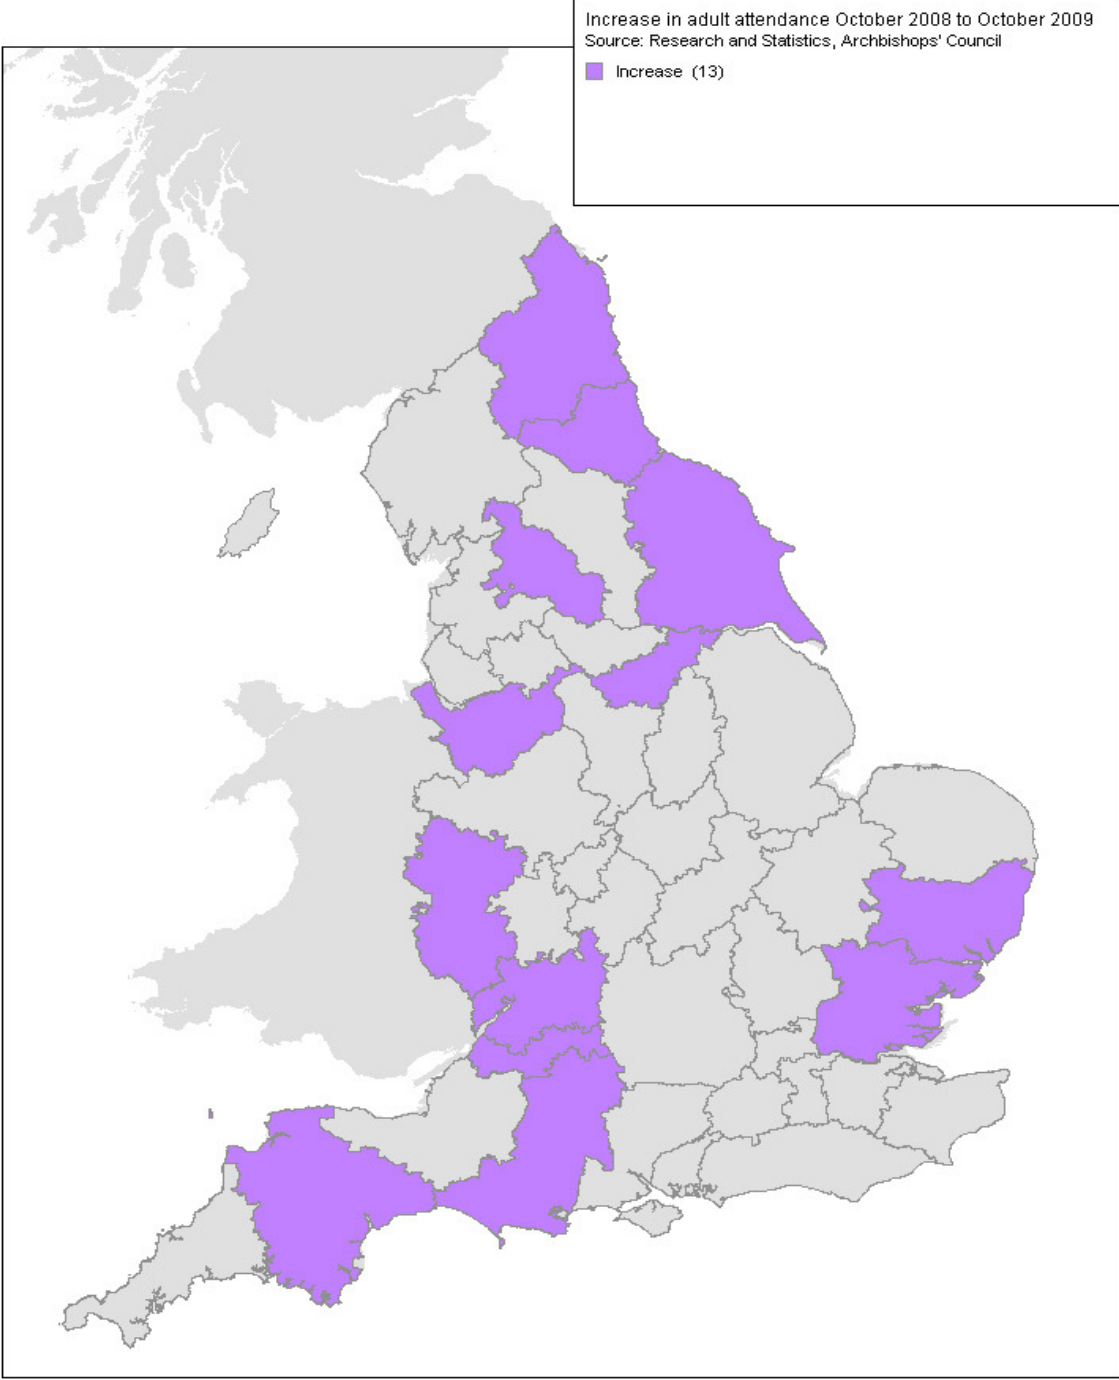 Increase in adult attendance October 2008 to October 2009
Source: Research and Statistics, Archbishops' Council
Increase (13)